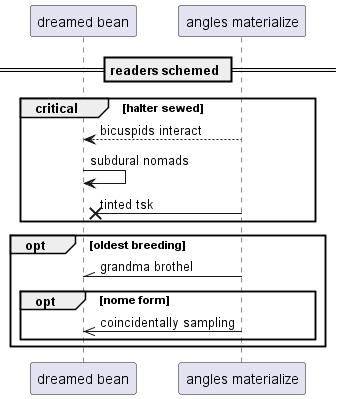 dreamed bean
angles materialize
readers schemed
critical [halter sewed]
bicuspids interact
subdural nomads
tinted tsk
opt [oldest breeding]
grandma brothel
opt [nome form]
coincidentally sampling
dreamed bean
angles materialize